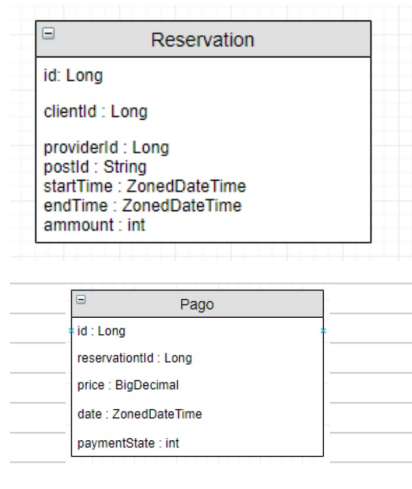 Reservation
id: Long
clientId : Long
providerId : Long
postId : String
startTime : ZonedDateTime
endTime : ZonedDateTime
ammount : int
Pago
id : Long
reservationtId : Long
price : BigDecimal
date : ZonedDateTime
paymentState : int